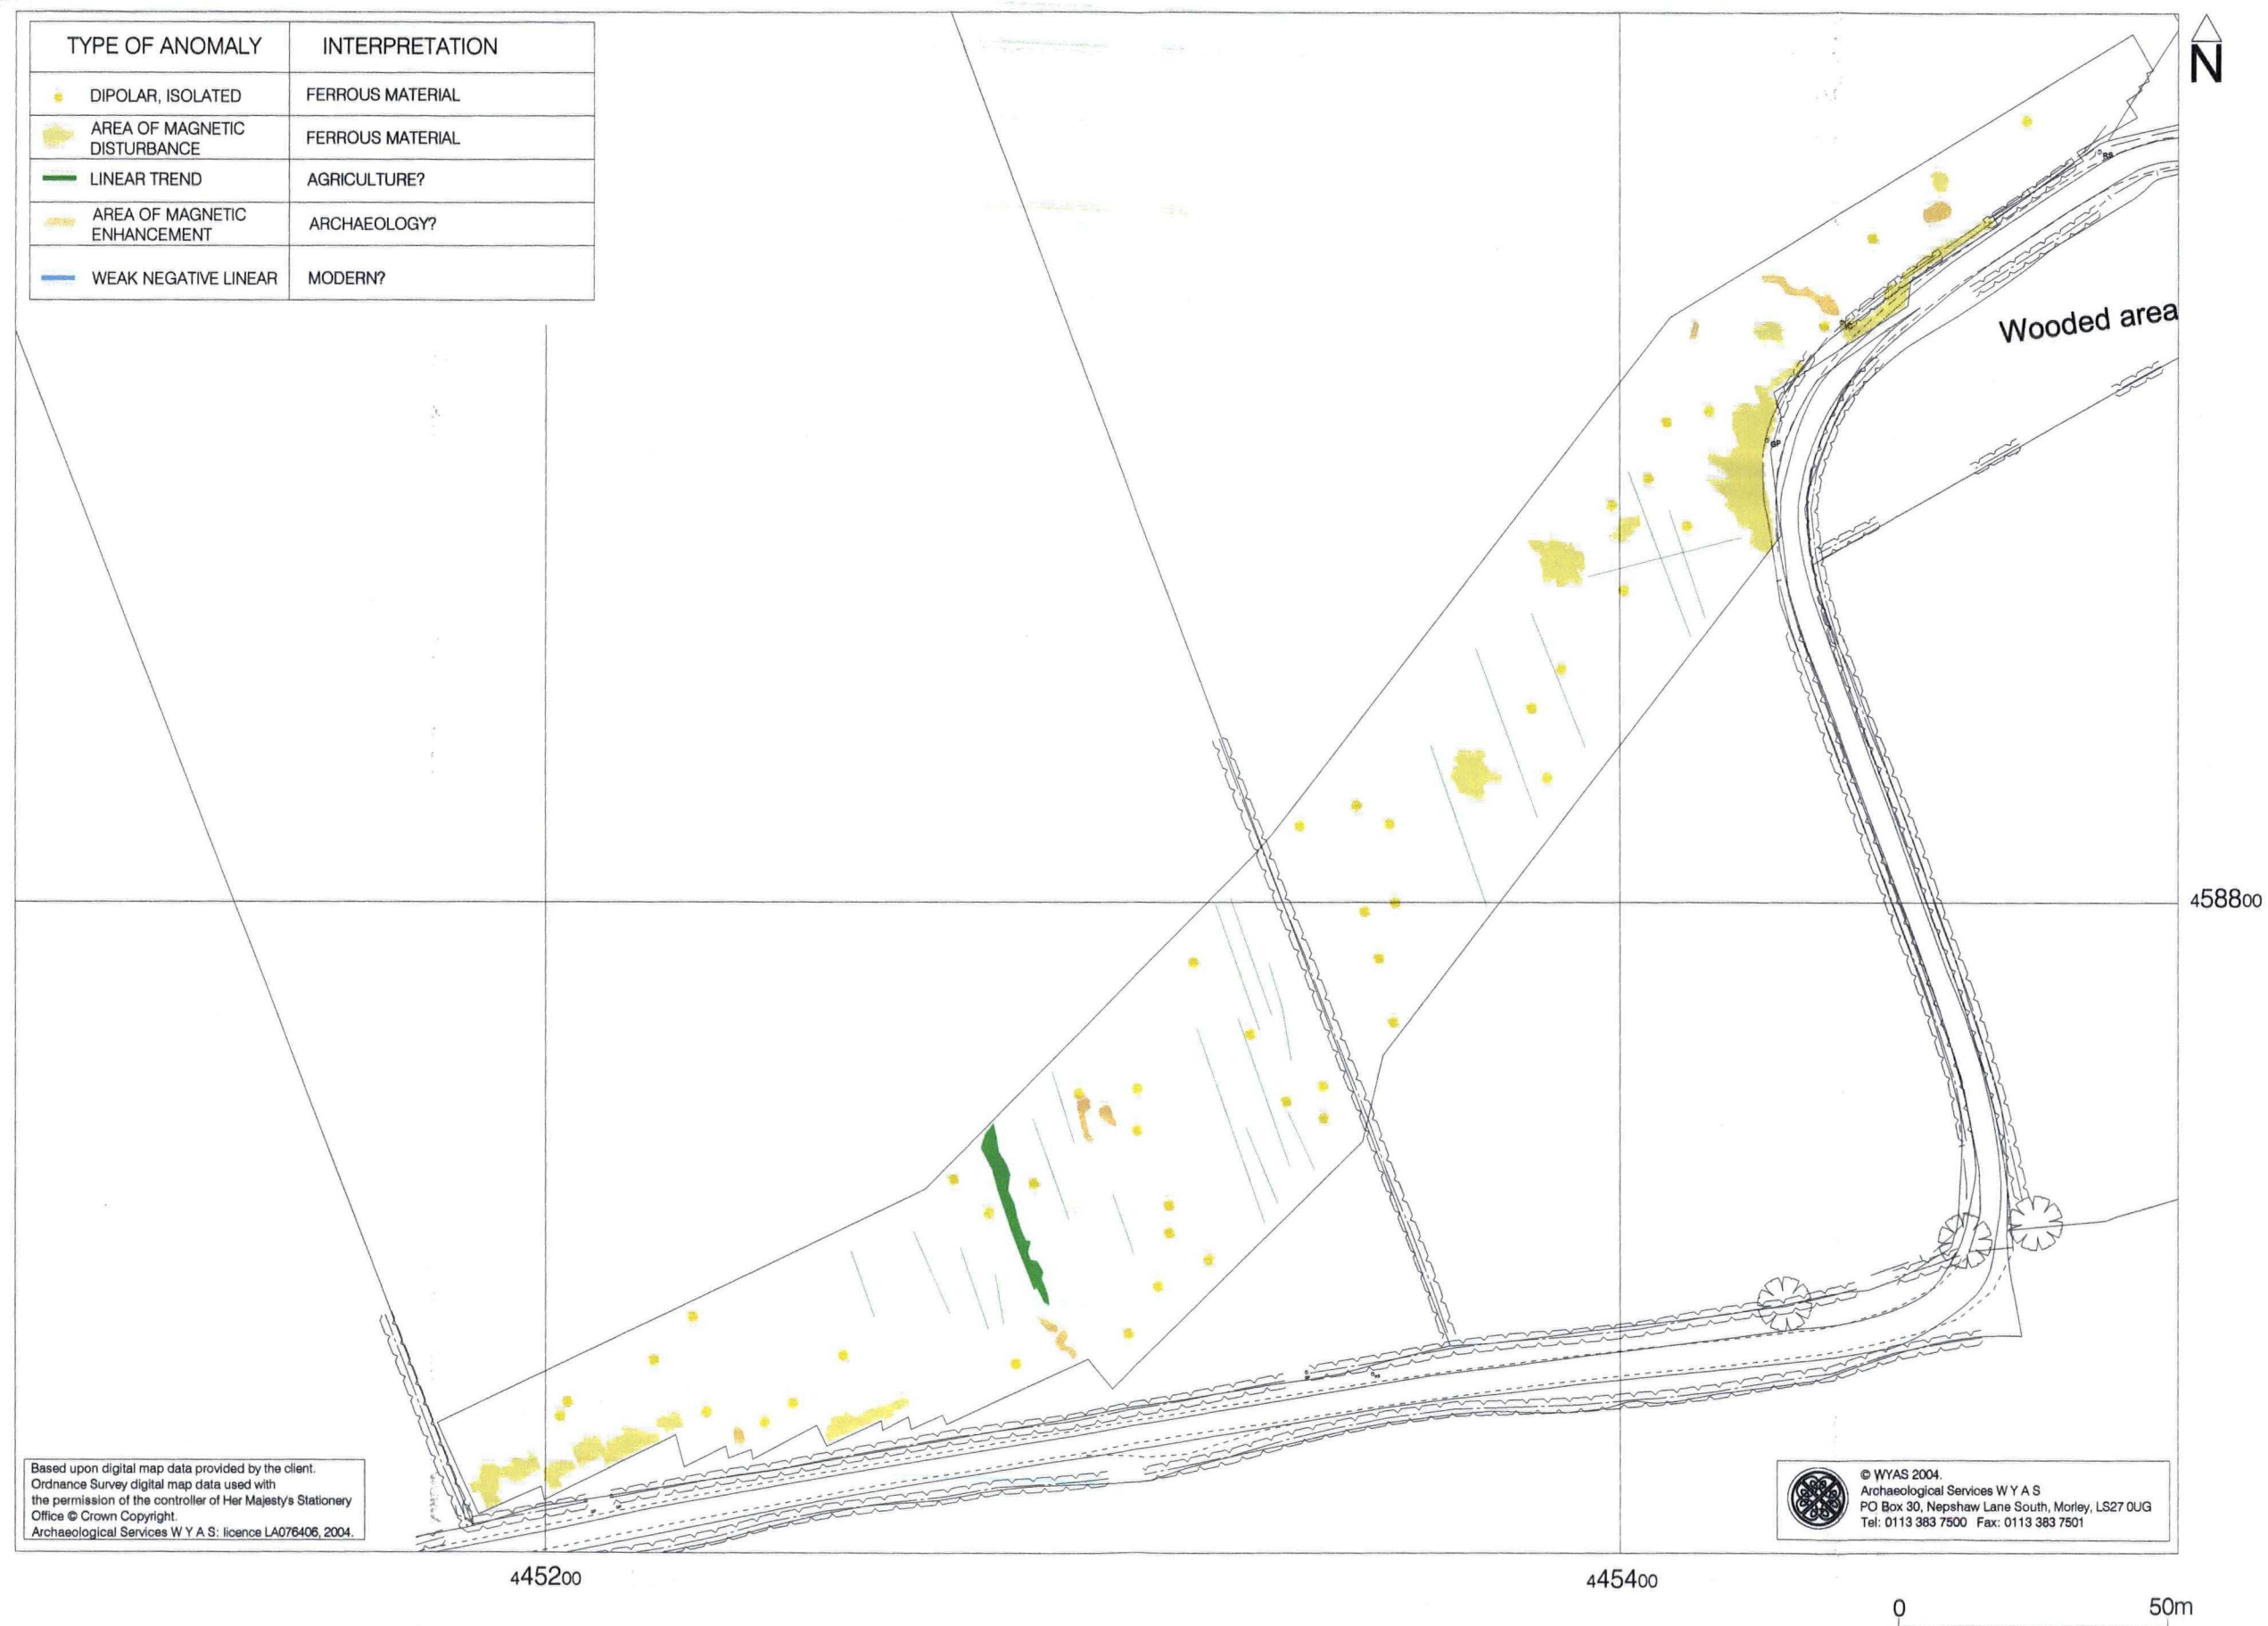 TYPE OF ANOMALY INTERPRETATION
DIPOLAR, ISOLATED FERROUS MATERIAL
AREA OF MAGNETIC
DISTURBANCE
FERROUS MATERIAL
LINEAR TREND AGRICULTURE?
AREA OF MAGNETIC
ENHANCEMENT
ARCHAEOLOGY?
WEAK NEGATIVE LINEAR MODERN?
N
Wooded area
458800
Based upon digital map data provided by the client.
Ordnance Survey digital map data used with
the permission of the controller of Her Majesty's Stationery
Office © Crown Copyright.
Archaeological Services W Y A S: licence LA076406, 2004.
© WYAS 2004.
Archaeological Services W Y A S
PO Box 30, Nepshaw Lane South, Morley, LS27 0UG
Tel: 0113 383 7500 Fax: 0113 383 7501
445200
445400
0 50m